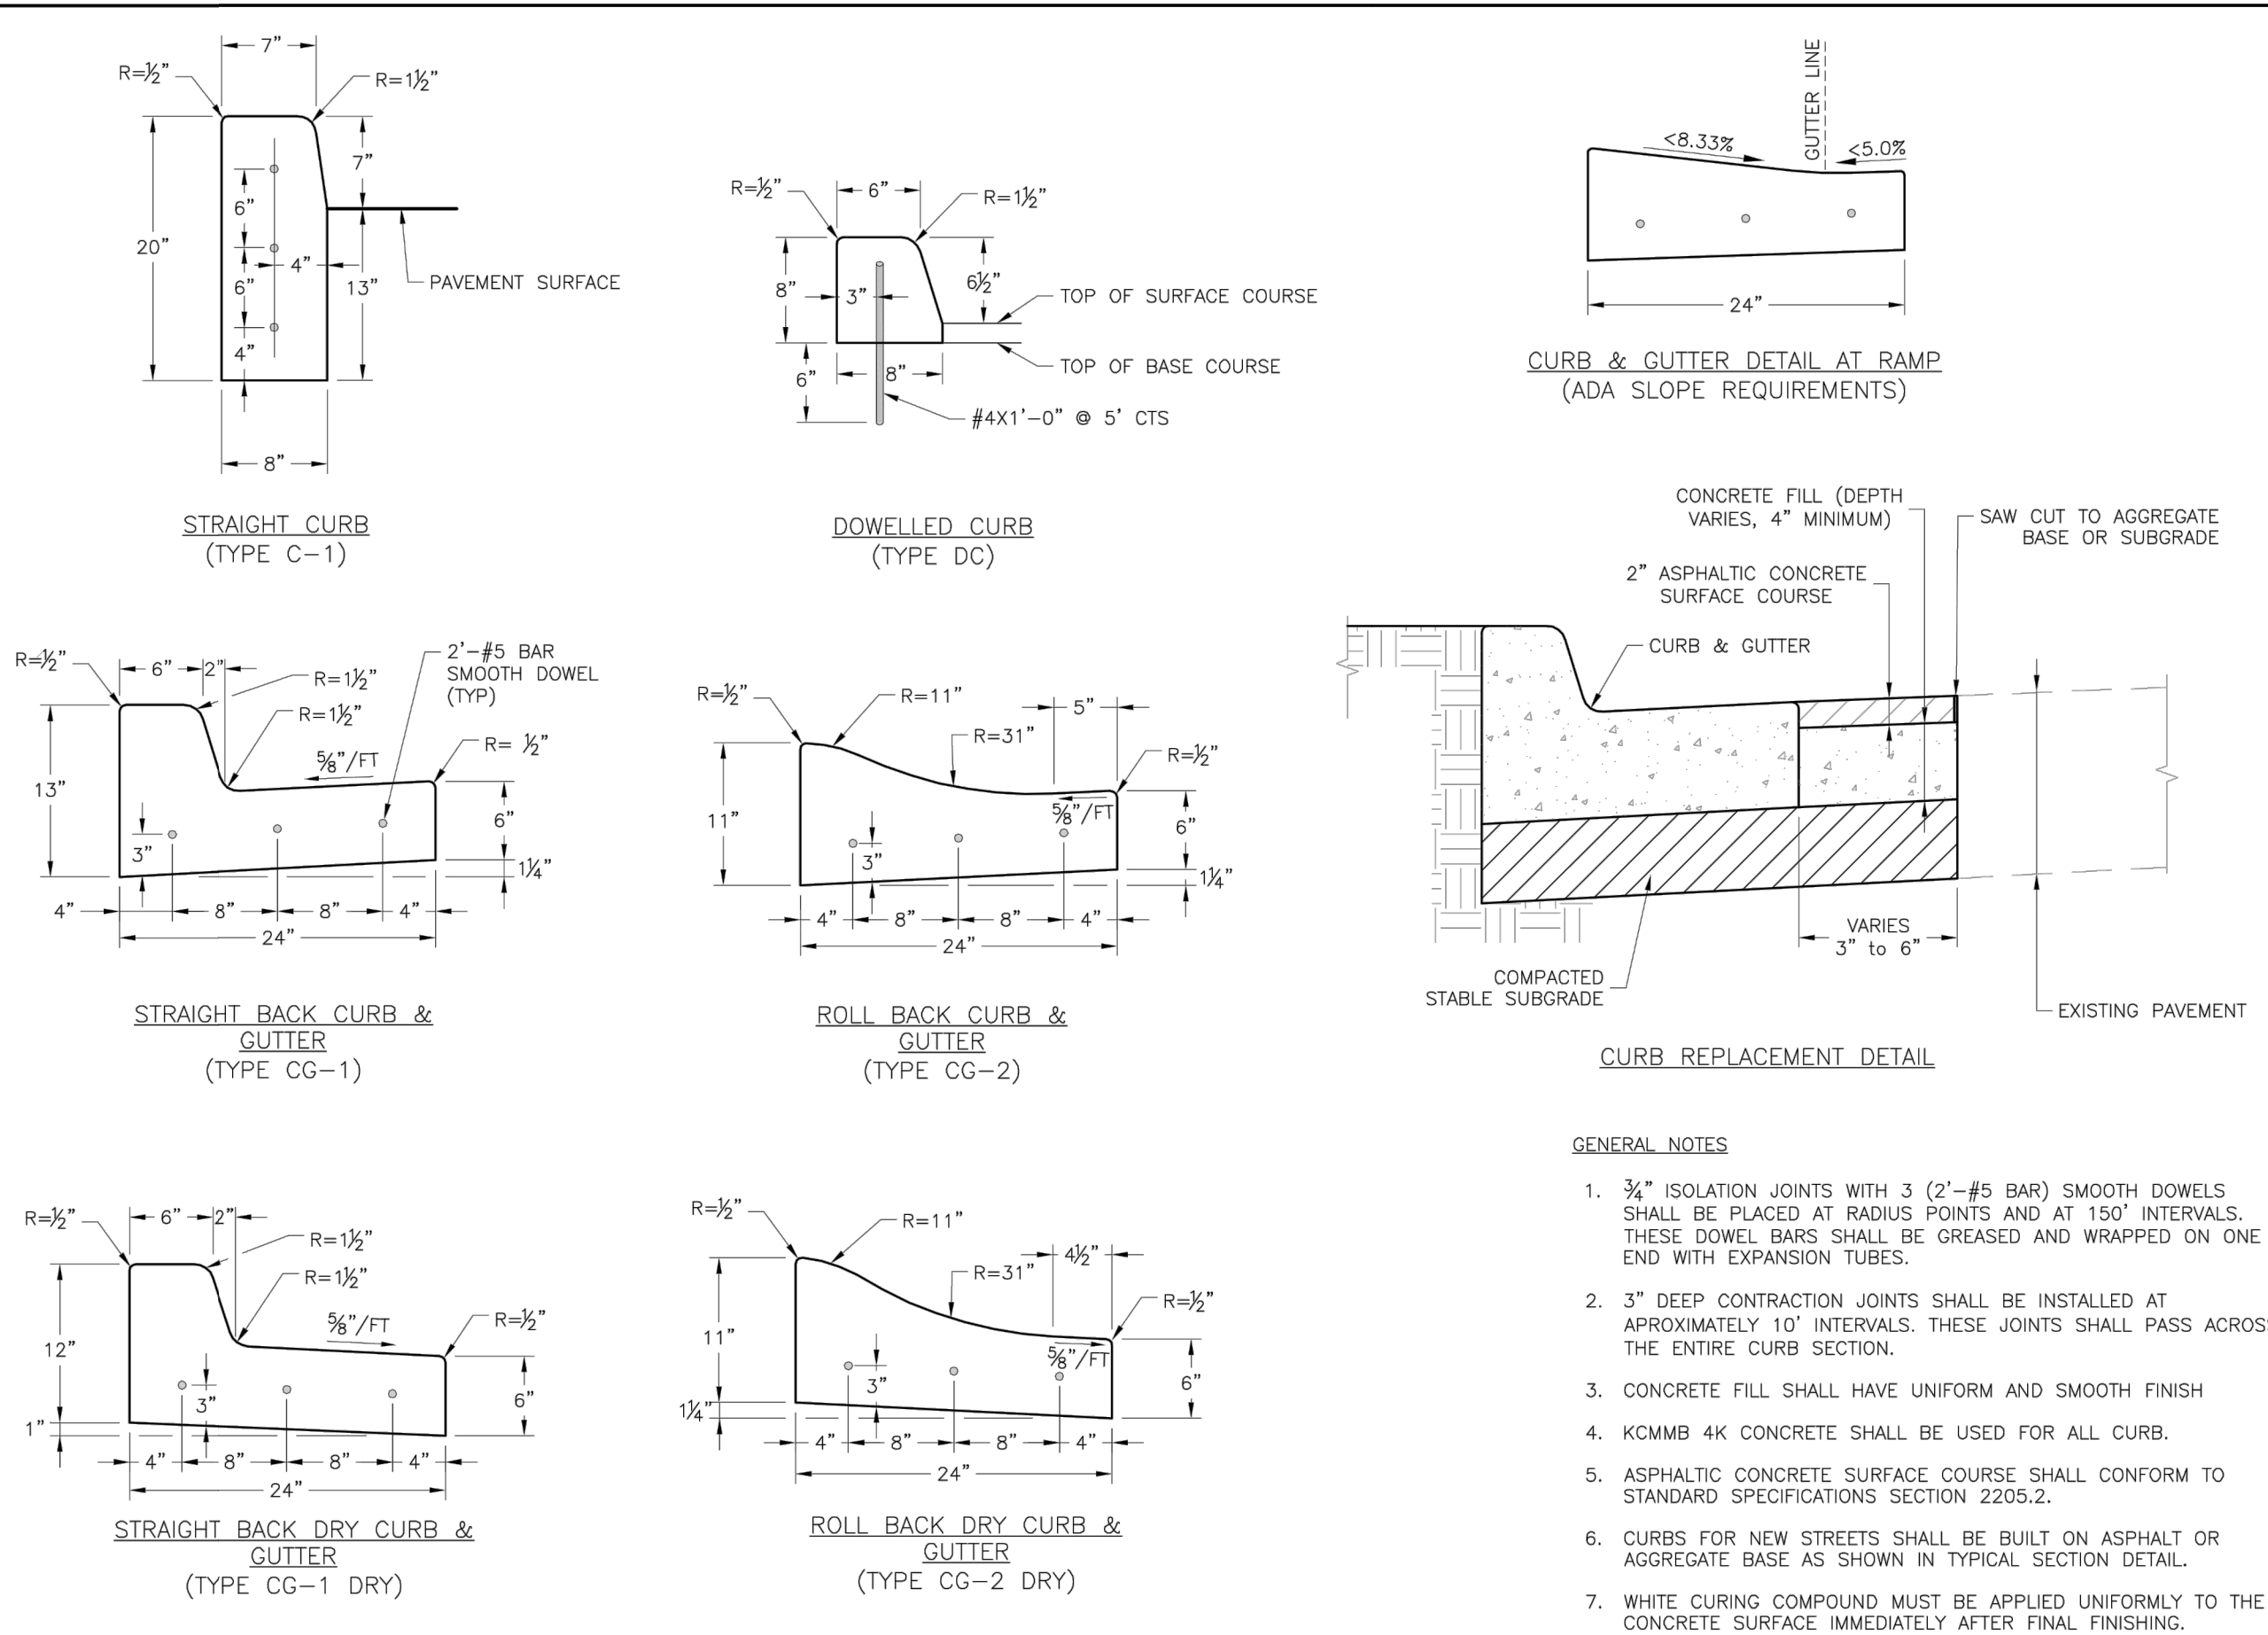 7"
R=½"
R=1½"
7"
6"
20"
4"
6"
13"
PAVEMENT SURFACE
4"
8"
STRAIGHT CURB
(TYPE C-1)
R=½"
6"
R=1½"
8"
3"
6½"
TOP OF SURFACE COURSE
TOP OF BASE COURSE
6"
8"
#4X1'-0" @ 5' CTS
DOWELLED CURB
(TYPE DC)
GUTTER LINE
<8.33%
<5.0%
24"
CURB & GUTTER DETAIL AT RAMP
(ADA SLOPE REQUIREMENTS)
R=½"
6"
2"
R=1½"
R=1½"
2'-#5 BAR
SMOOTH DOWEL
(TYP)
R= ½"
⅝"/FT
13"
3"
6"
1¼"
4"
8"
8"
4"
24"
STRAIGHT BACK CURB &
GUTTER
(TYPE CG-1)
R=½"
R=11"
5"
R=31"
R=½"
⅝"/FT
11"
3"
6"
1¼"
4"
8"
8"
4"
24"
ROLL BACK CURB &
GUTTER
(TYPE CG-2)
CONCRETE FILL (DEPTH
VARIES, 4" MINIMUM)
SAW CUT TO AGGREGATE
BASE OR SUBGRADE
2" ASPHALTIC CONCRETE
SURFACE COURSE
CURB & GUTTER
VARIES
3" to 6"
COMPACTED
STABLE SUBGRADE
EXISTING PAVEMENT
CURB REPLACEMENT DETAIL
R=½"
6"
2"
R=1½"
R=1½"
⅝"/FT
R=½"
12"
3"
6"
1"
4"
8"
8"
4"
24"
STRAIGHT BACK DRY CURB &
GUTTER
(TYPE CG-1 DRY)
R=½"
R=11"
4½"
R=31"
R=½"
11"
⅝"/FT
3"
6"
1¼"
4"
8"
8"
4"
24"
ROLL BACK DRY CURB &
GUTTER
(TYPE CG-2 DRY)
GENERAL NOTES
1. ¾" ISOLATION JOINTS WITH 3 (2'-#5 BAR) SMOOTH DOWELS
SHALL BE PLACED AT RADIUS POINTS AND AT 150' INTERVALS.
THESE DOWEL BARS SHALL BE GREASED AND WRAPPED ON ONE
END WITH EXPANSION TUBES.
2. 3" DEEP CONTRACTION JOINTS SHALL BE INSTALLED AT
APROXIMATELY 10' INTERVALS. THESE JOINTS SHALL PASS ACROSS
THE ENTIRE CURB SECTION.
3. CONCRETE FILL SHALL HAVE UNIFORM AND SMOOTH FINISH
4. KCMMB 4K CONCRETE SHALL BE USED FOR ALL CURB.
5. ASPHALTIC CONCRETE SURFACE COURSE SHALL CONFORM TO
STANDARD SPECIFICATIONS SECTION 2205.2.
6. CURBS FOR NEW STREETS SHALL BE BUILT ON ASPHALT OR
AGGREGATE BASE AS SHOWN IN TYPICAL SECTION DETAIL.
7. WHITE CURING COMPOUND MUST BE APPLIED UNIFORMLY TO THE
CONCRETE SURFACE IMMEDIATELY AFTER FINAL FINISHING.